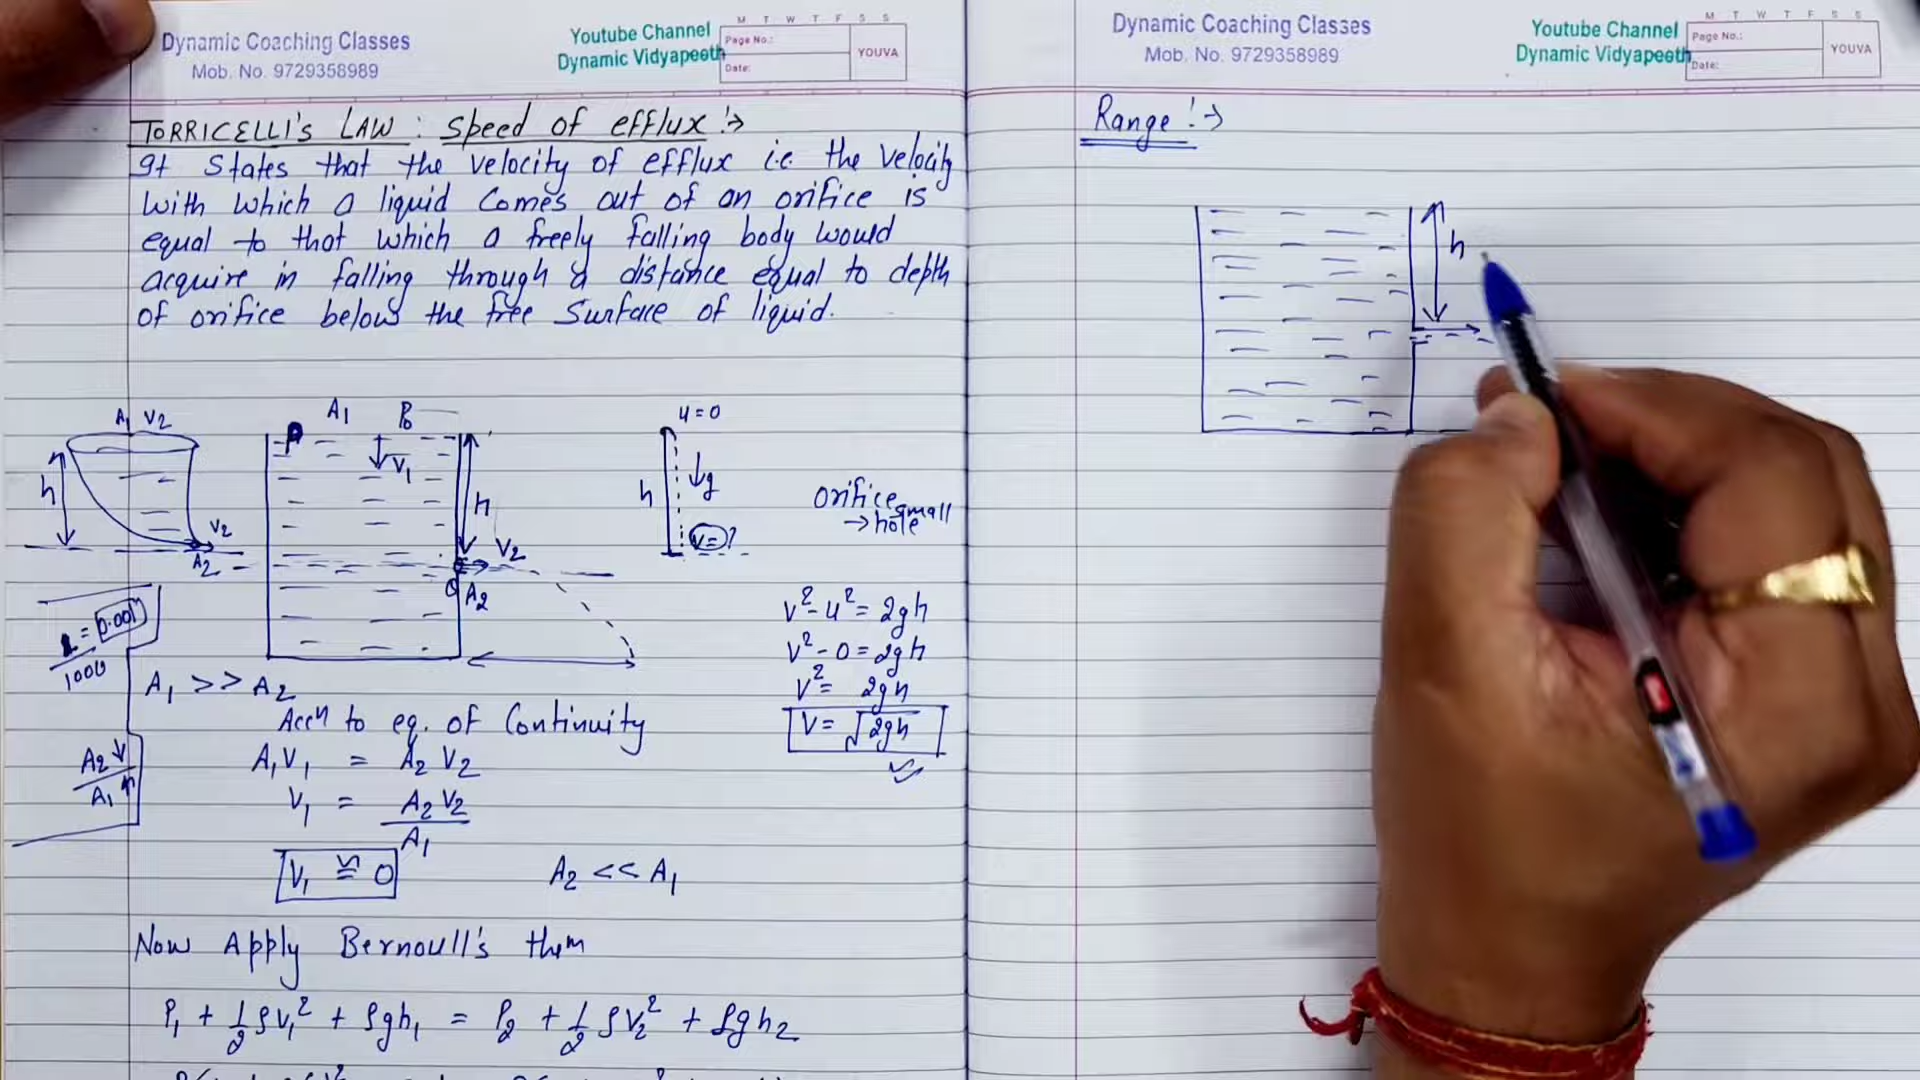 Dynamic Coaching Classes
Mob. No. 9729358989
Youtube Channel
Dynamic Vidyapeeth
M T W T F S S
Page No.:
Date:
YOUVA
TORRICELLI's LAW : Speed of efflux :→
It States that the velocity of efflux i.e. the velocity
with which a liquid comes out of an orifice is
equal to that which a freely falling body would
acquire in falling through a distance equal to depth
of orifice below the free surface of liquid.
A1 V2
h
V2
A2
A1 P0
V1
h
V2
A2
u=0
h ↓g
V=?
Orifice small
→ hole
V² - u² = 2gh
V² - 0 = 2gh
V² = 2gh
V = √2gh
1/1000 = 0.001
A1 >> A2
Accn to eq. of Continuity
A1V1 = A2 V2
A2↓/A1↑
V1 = A2 V2/A1
V1 ≅ 0
A2 << A1
Now Apply Bernoull's thm
P1 + 1/2 ρv1² + ρgh1 = P2 + 1/2 ρv2² + ρgh2
Dynamic Coaching Classes
Mob. No. 9729358989
Youtube Channel
Dynamic Vidyapeeth
M T W T F S S
Page No.:
Date:
YOUVA
Range :→
h